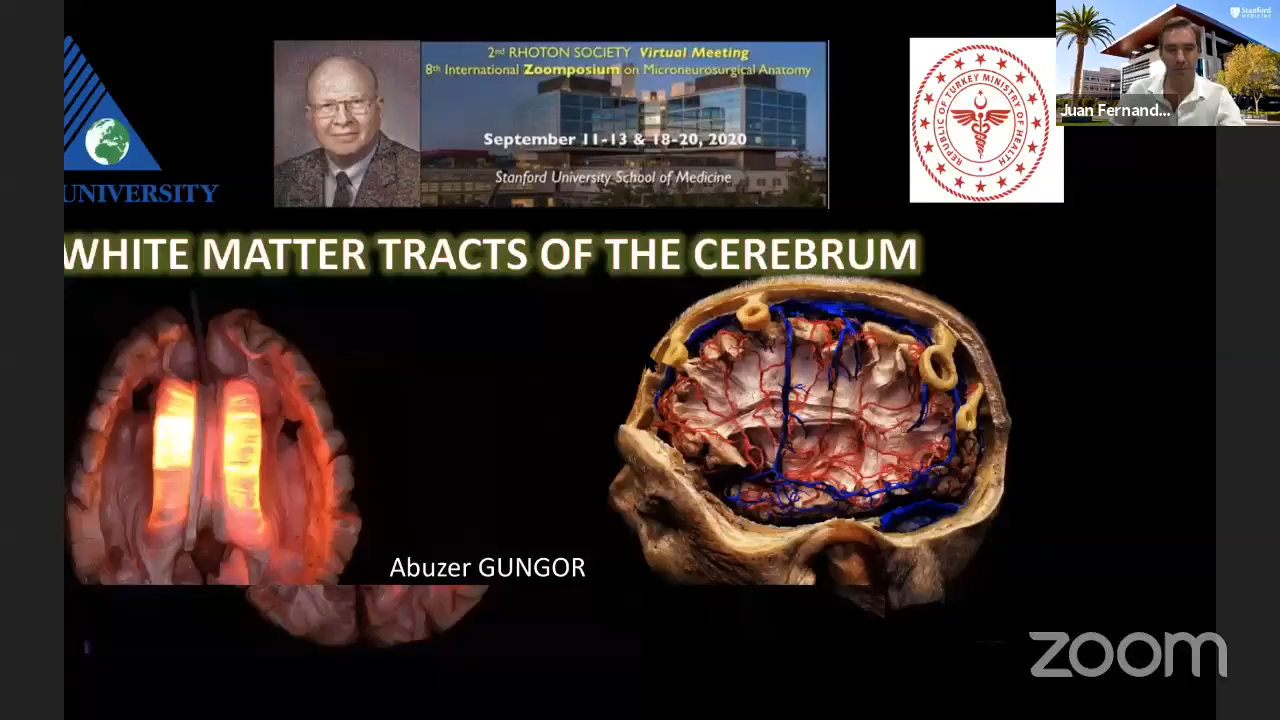 2nd RHOTON SOCIETY Virtual Meeting
8th International Zoomposium on Microneurosurgical Anatomy
September 11-13 & 18-20, 2020
Stanford University School of Medicine
UNIVERSITY
REPUBLIC OF TURKEY MINISTRY OF HEALTH
Stanford
MEDICINE
Juan Fernand...
WHITE MATTER TRACTS OF THE CEREBRUM
Abuzer GUNGOR
zoom